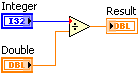 Integer
I32
Result
DBL
Double
DBL